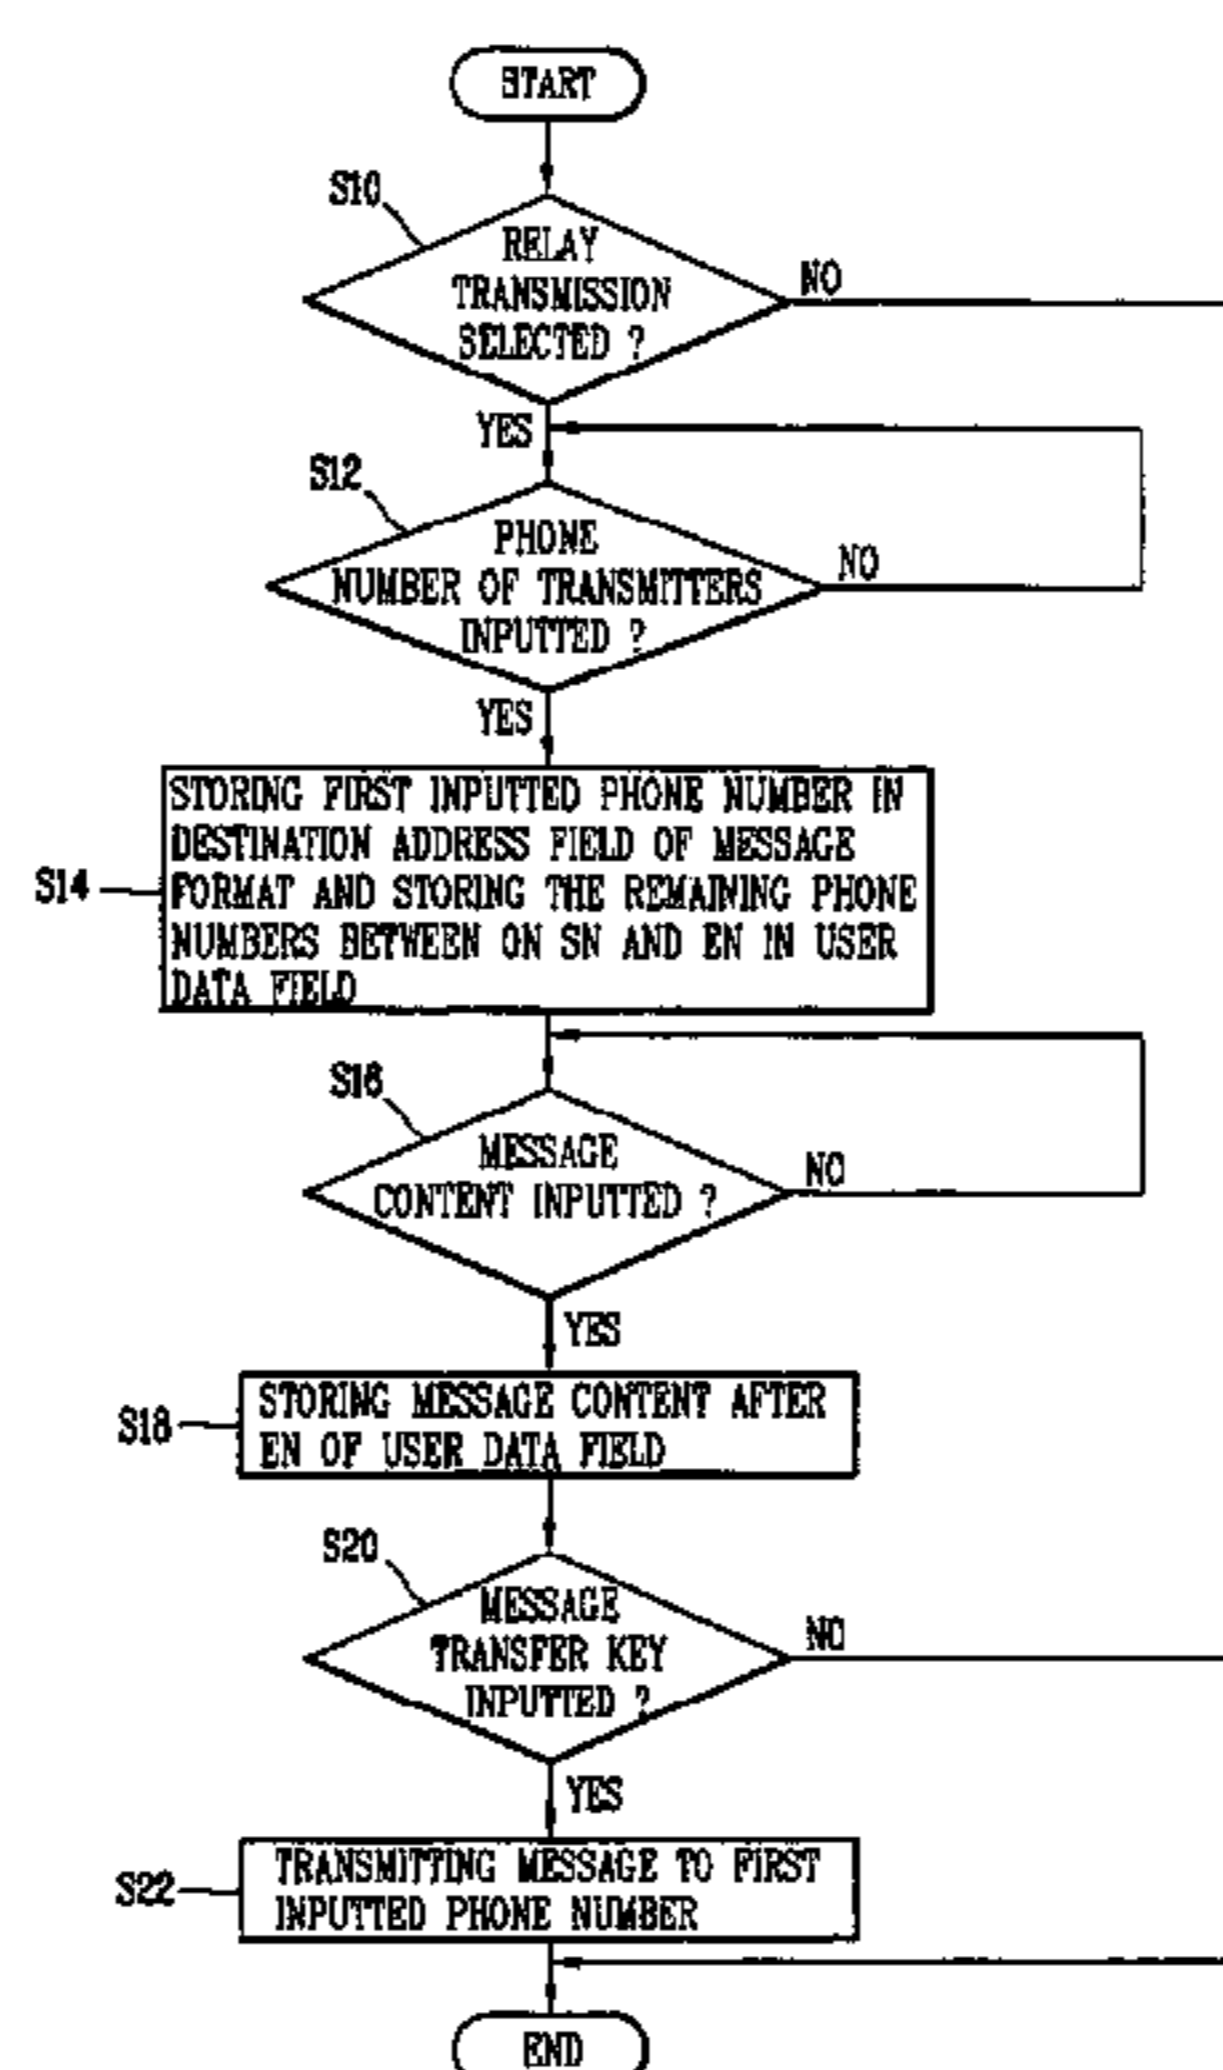 START
S10
RELAY
TRANSMISSION
SELECTED ?
NO
YES
S12
PHONE
NUMBER OF TRANSMITTERS
INPUTTED ?
NO
YES
S14
STORING FIRST INPUTTED PHONE NUMBER IN
DESTINATION ADDRESS FIELD OF MESSAGE
FORMAT AND STORING THE REMAINING PHONE
NUMBERS BETWEEN ON SN AND EN IN USER
DATA FIELD
S16
MESSAGE
CONTENT INPUTTED ?
NO
YES
S18
STORING MESSAGE CONTENT AFTER
EN OF USER DATA FIELD
S20
MESSAGE
TRANSFER KEY
INPUTTED ?
NO
YES
S22
TRANSMITTING MESSAGE TO FIRST
INPUTTED PHONE NUMBER
END